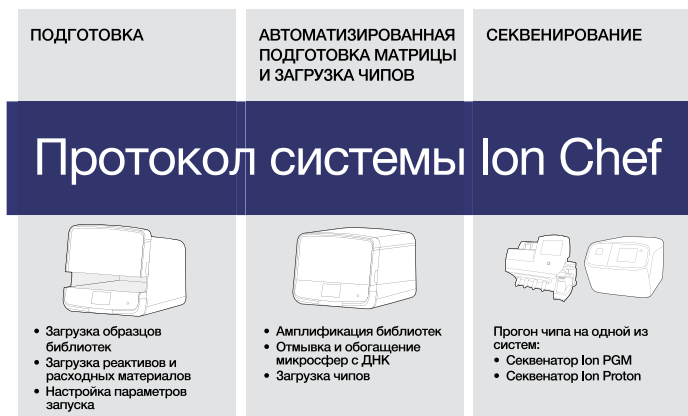 ПОДГОТОВКА
АВТОМАТИЗИРОВАННАЯ
ПОДГОТОВКА МАТРИЦЫ
И ЗАГРУЗКА ЧИПОВ
СЕКВЕНИРОВАНИЕ
Протокол системы Ion Chef
• Загрузка образцов
библиотек
• Загрузка реактивов и
расходных материалов
• Настройка параметров
запуска
• Амплификация библиотек
• Отмывка и обогащение
микросфер с ДНК
• Загрузка чипов
Прогон чипа на одной из
систем:
• Секвенатор Ion PGM
• Секвенатор Ion Proton